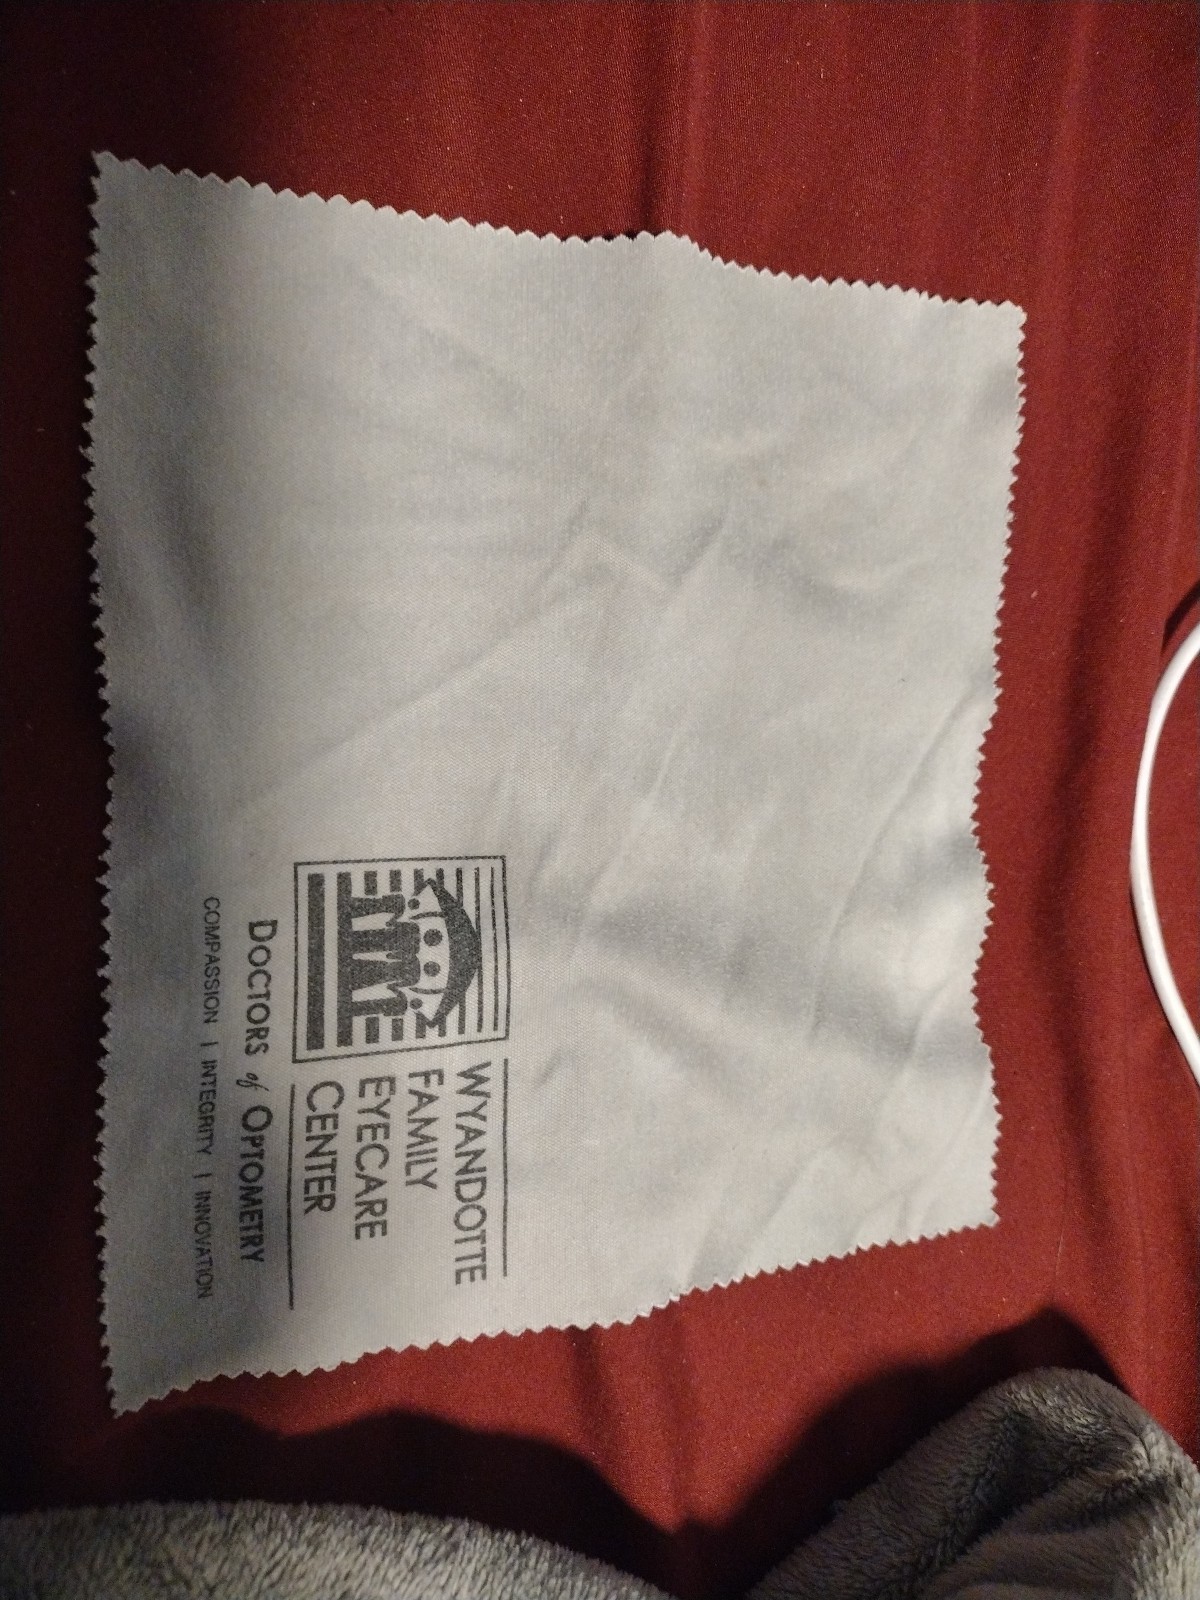 WYANDOTTE
FAMILY
EYECARE
CENTER
DOCTORS of OPTOMETRY
COMPASSION | INTEGRITY | INNOVATION